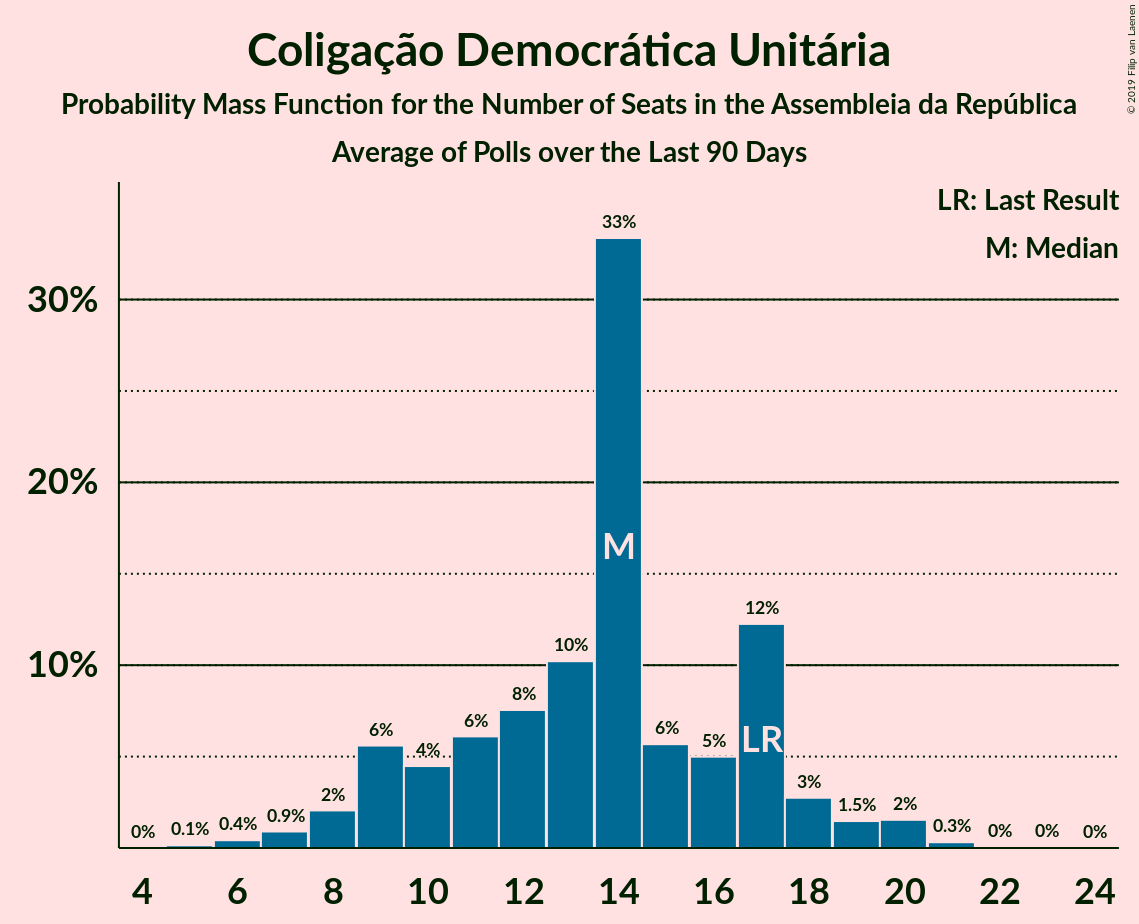 Coligação Democrática Unitária
Probability Mass Function for the Number of Seats in the Assembleia da República
Average of Polls over the Last 90 Days
© 2019 Filip van Laenen
LR: Last Result
M: Median
30%
20%
10%
0%
0.1%
0.4%
0.9%
2%
6%
4%
6%
8%
10%
33%
M
6%
5%
12%
LR
3%
1.5%
2%
0.3%
0%
0%
0%
4 6 8 10 12 14 16 18 20 22 24